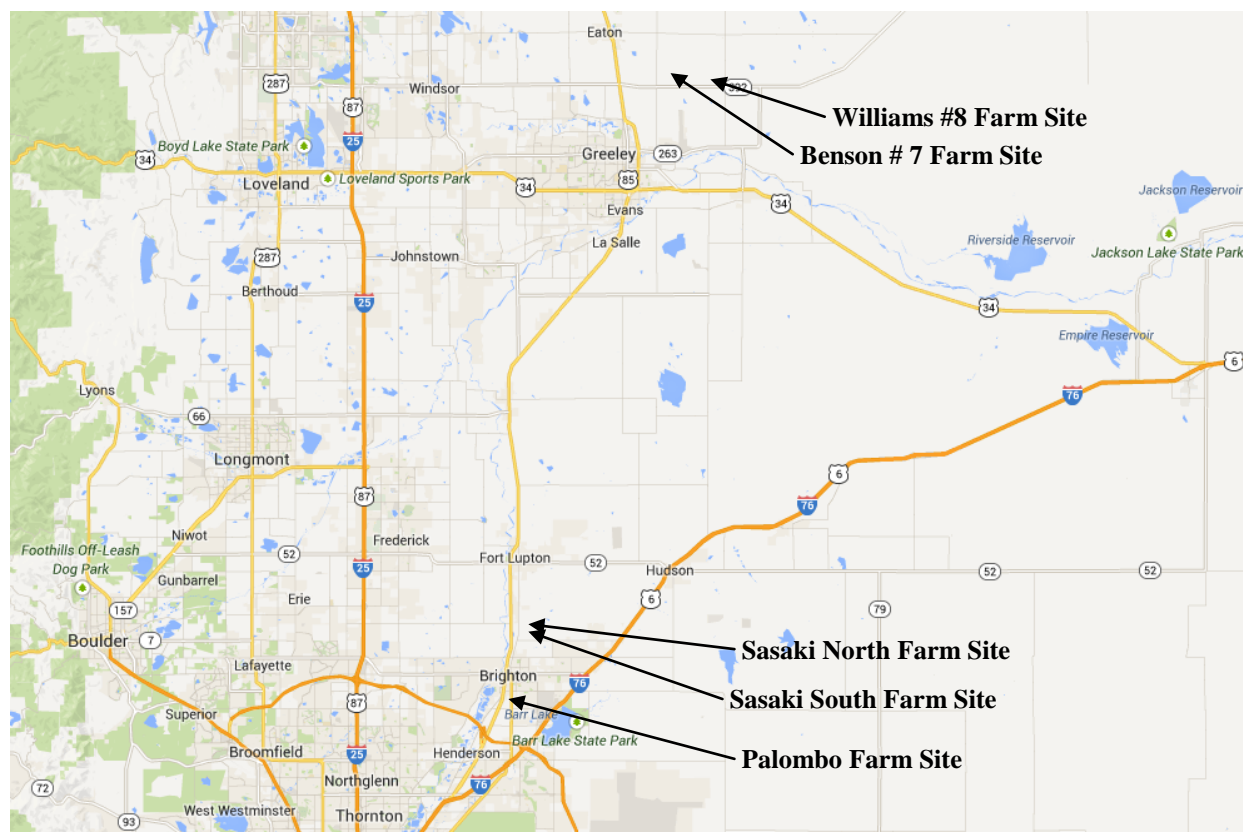 Eaton
287
Windsor
392
87
Williams #8 Farm Site
Boyd Lake State Park
25
Benson # 7 Farm Site
34
Greeley
263
Loveland
Loveland Sports Park
34
85
Jackson Reservoir
Evans
34
La Salle
Riverside Reservoir
287
Johnstown
Jackson Lake State Park
Berthoud
25
34
Empire Reservoir
6
Lyons
76
66
Longmont
6
87
76
Niwot
Frederick
Foothills Off-Leash
Dog Park
52
Fort Lupton
52
Gunbarrel
25
Hudson
52
52
Erie
6
157
79
Boulder
7
Sasaki North Farm Site
Lafayette
Brighton
76
87
Sasaki South Farm Site
Superior
Barr Lake
Broomfield
25
Henderson
Barr Lake State Park
Palombo Farm Site
Northglenn
76
72
West Westminster
Thornton
93